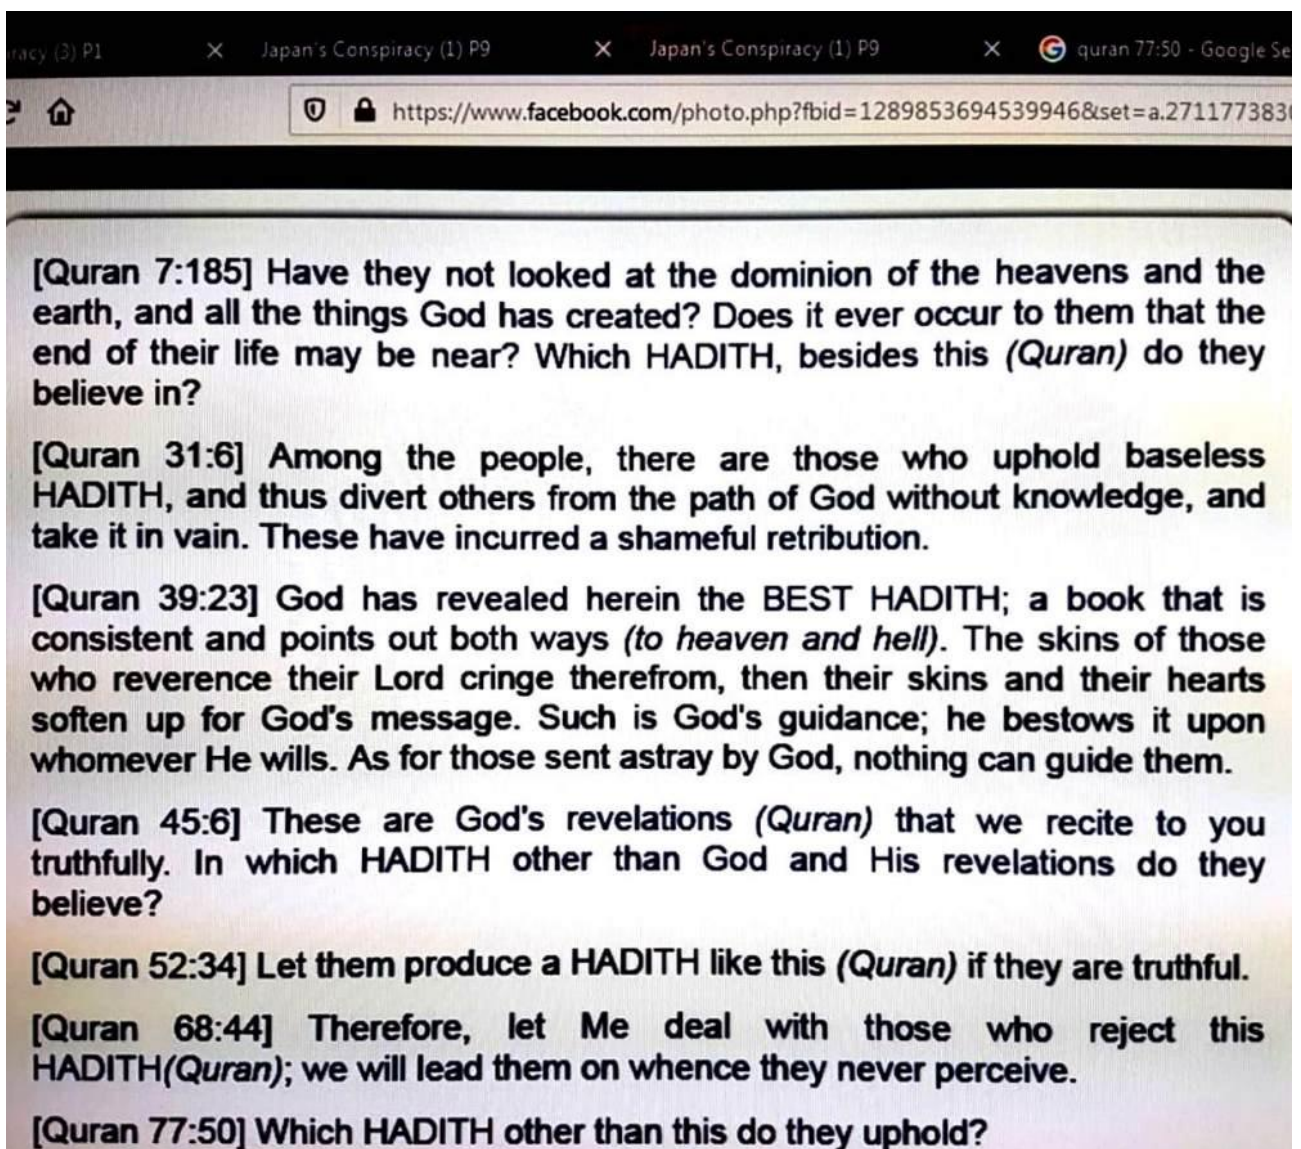 racy (3) P1
Japan's Conspiracy (1) P9
Japan's Conspiracy (1) P9
quran 77:50 - Google Se
https://www.facebook.com/photo.php?fbid=1289853694539946&set=a.271177383
[Quran 7:185] Have they not looked at the dominion of the heavens and the
earth, and all the things God has created? Does it ever occur to them that the
end of their life may be near? Which HADITH, besides this (Quran) do they
believe in?
[Quran 31:6] Among the people, there are those who uphold baseless
HADITH, and thus divert others from the path of God without knowledge, and
take it in vain. These have incurred a shameful retribution.
[Quran 39:23] God has revealed herein the BEST HADITH; a book that is
consistent and points out both ways (to heaven and hell). The skins of those
who reverence their Lord cringe therefrom, then their skins and their hearts
soften up for God's message. Such is God's guidance; he bestows it upon
whomever He wills. As for those sent astray by God, nothing can guide them.
[Quran 45:6] These are God's revelations (Quran) that we recite to you
truthfully. In which HADITH other than God and His revelations do they
believe?
[Quran 52:34] Let them produce a HADITH like this (Quran) if they are truthful.
[Quran 68:44] Therefore, let Me deal with those who reject this
HADITH(Quran); we will lead them on whence they never perceive.
[Quran 77:50] Which HADITH other than this do they uphold?